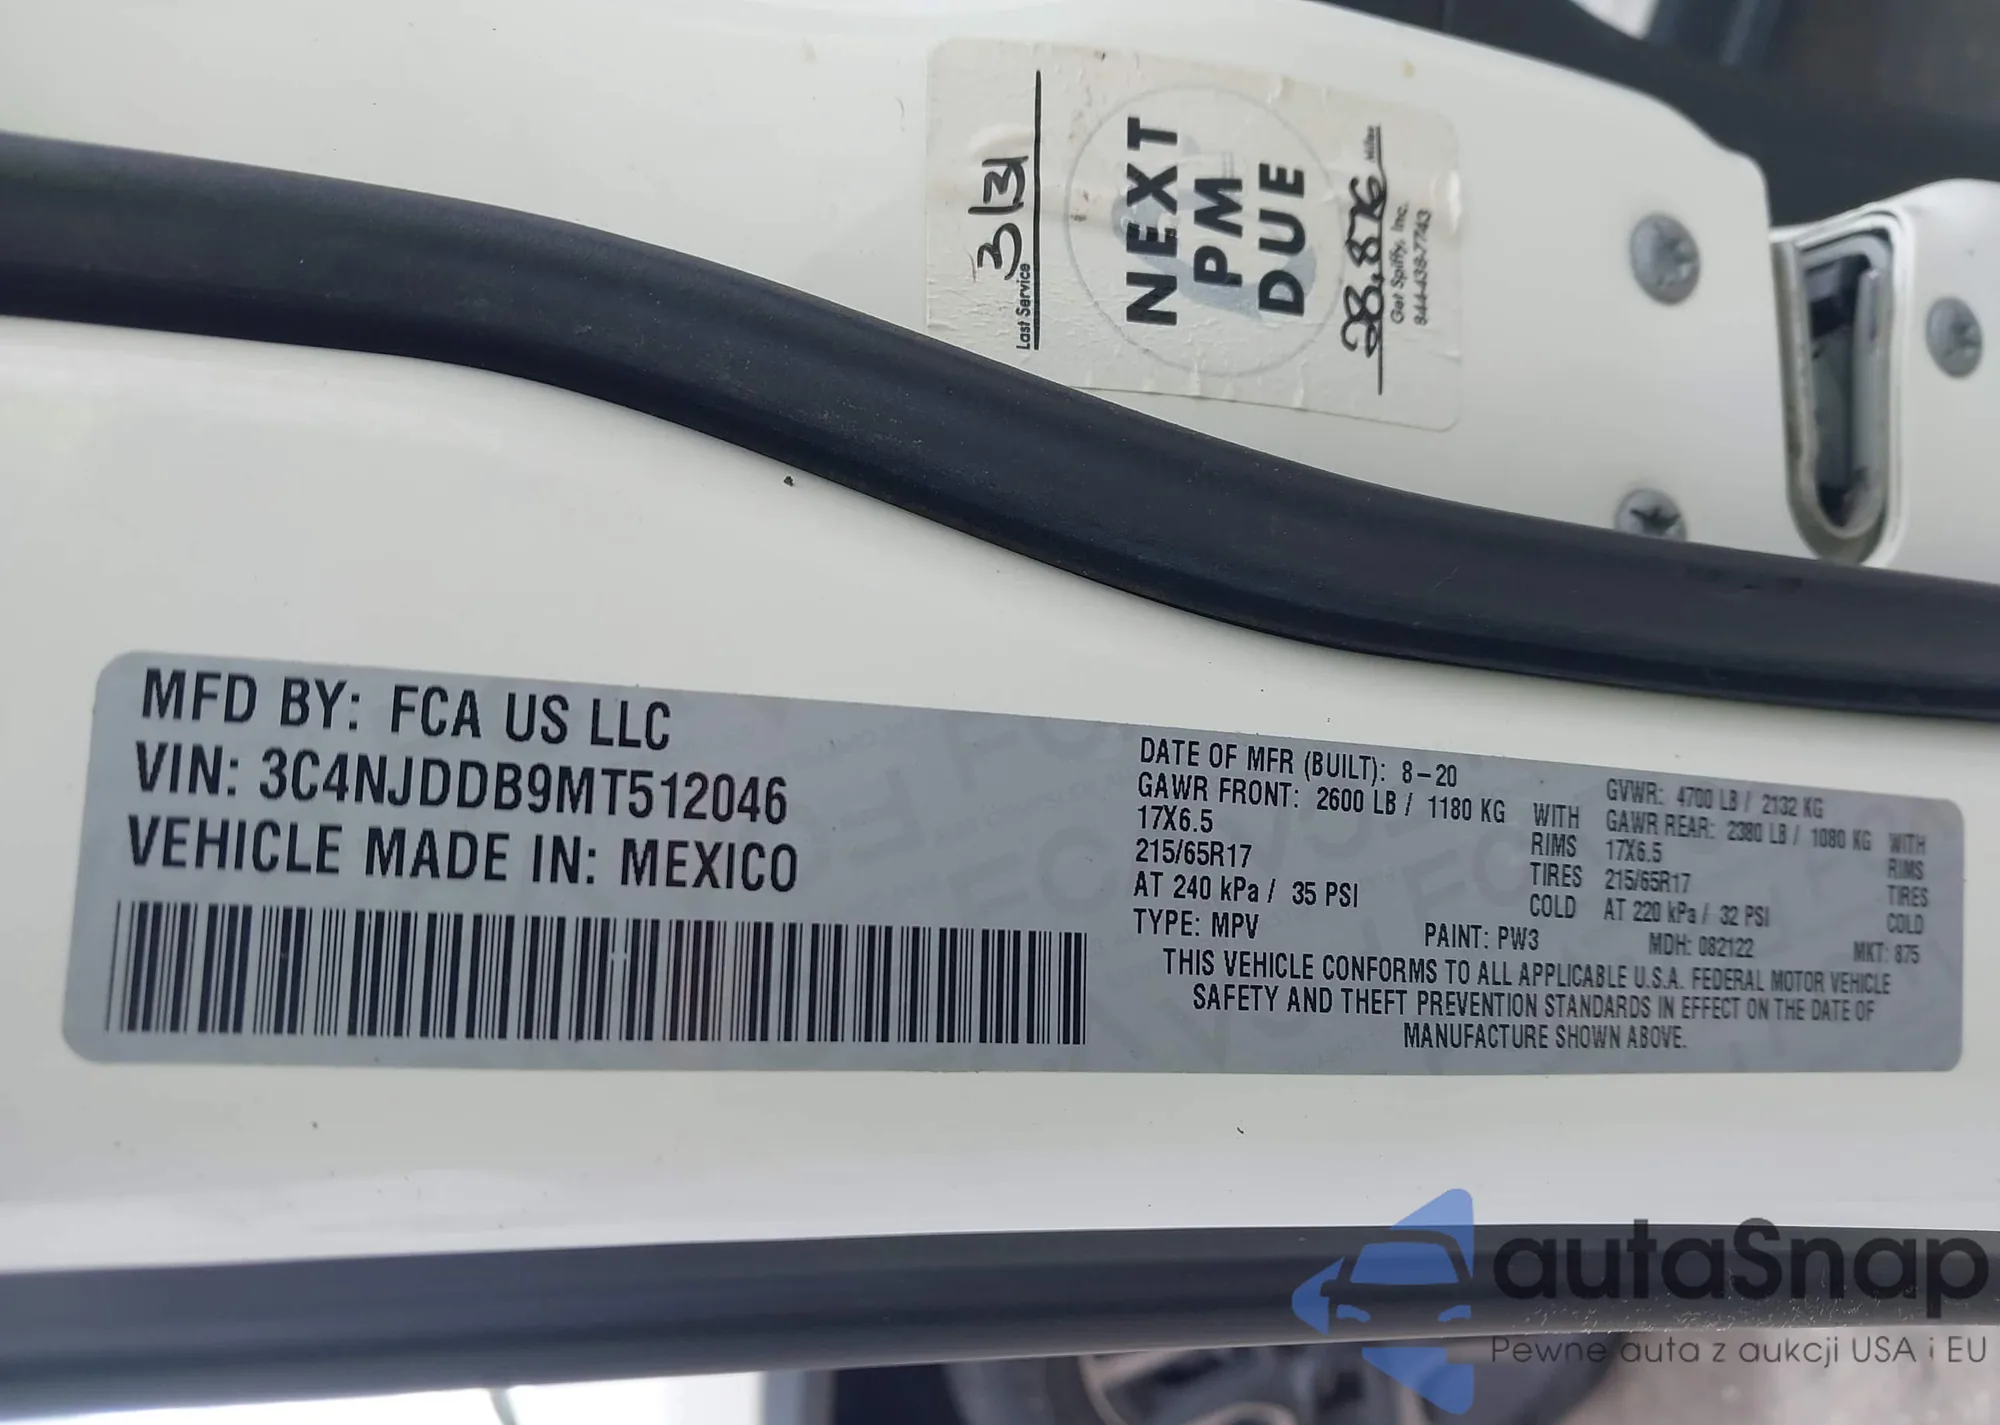 Last Service 3/31
NEXT
PM
DUE
28,876 Miles
Get Spiffy, Inc.
844-438-7743
MFD BY: FCA US LLC
VIN: 3C4NJDDB9MT512046
VEHICLE MADE IN: MEXICO
DATE OF MFR (BUILT): 8-20 GVWR: 4700 LB / 2132 KG
GAWR FRONT: 2600 LB / 1180 KG WITH GAWR REAR: 2380 LB / 1080 KG WITH
17X6.5 RIMS 17X6.5 RIMS
215/65R17 TIRES 215/65R17 TIRES
AT 240 kPa / 35 PSI COLD AT 220 kPa / 32 PSI COLD
TYPE: MPV PAINT: PW3 MDH: 082122 MKT: 875
THIS VEHICLE CONFORMS TO ALL APPLICABLE U.S.A. FEDERAL MOTOR VEHICLE
SAFETY AND THEFT PREVENTION STANDARDS IN EFFECT ON THE DATE OF
MANUFACTURE SHOWN ABOVE.
autaSnap
Pewne auta z aukcji USA i EU